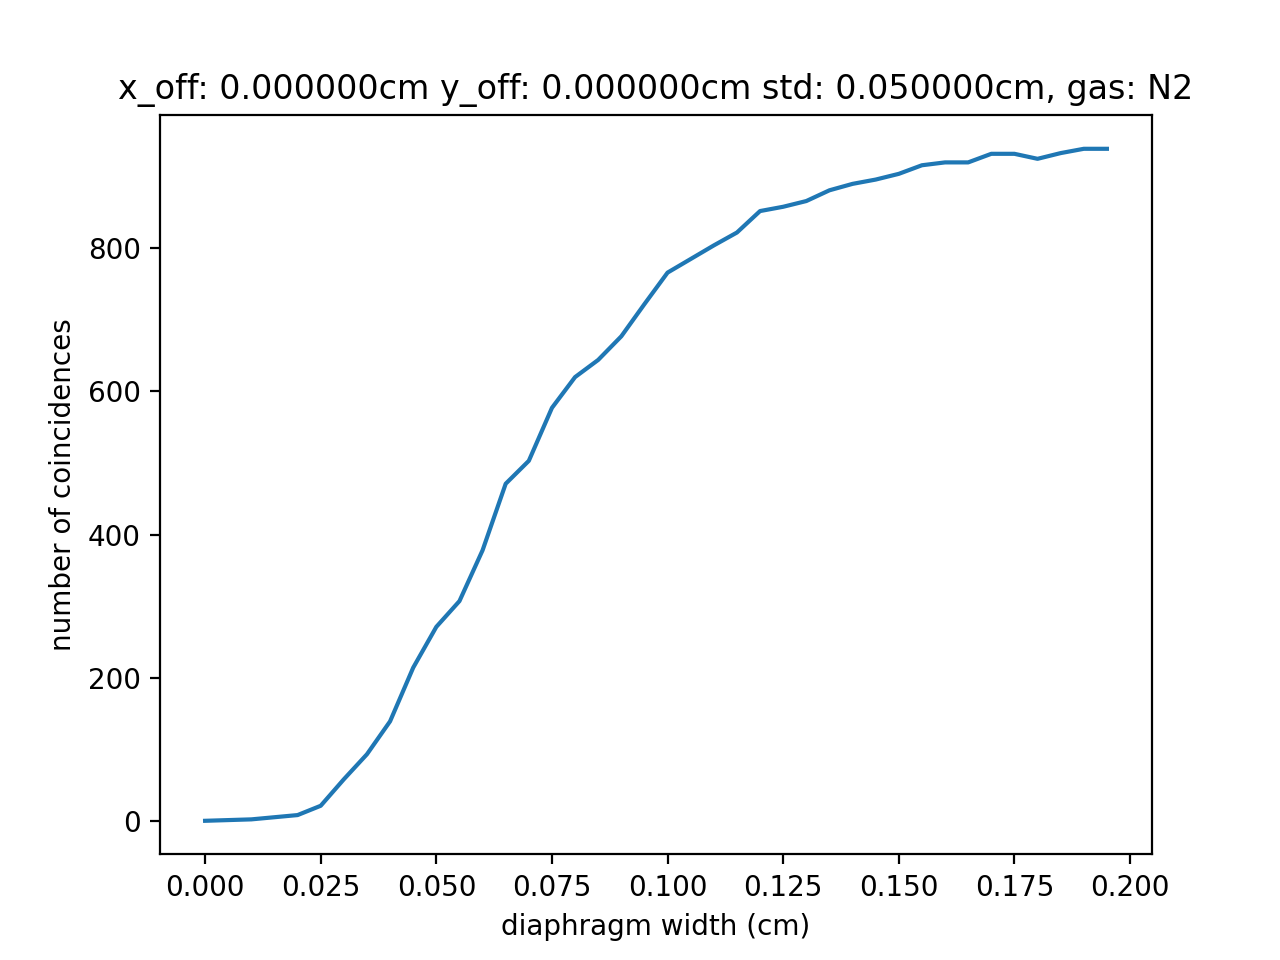 x_off: 0.000000cm y_off: 0.000000cm std: 0.050000cm, gas: N2
number of coincidences
800
600
400
200
0
0.000 0.025 0.050 0.075 0.100 0.125 0.150 0.175 0.200
diaphragm width (cm)